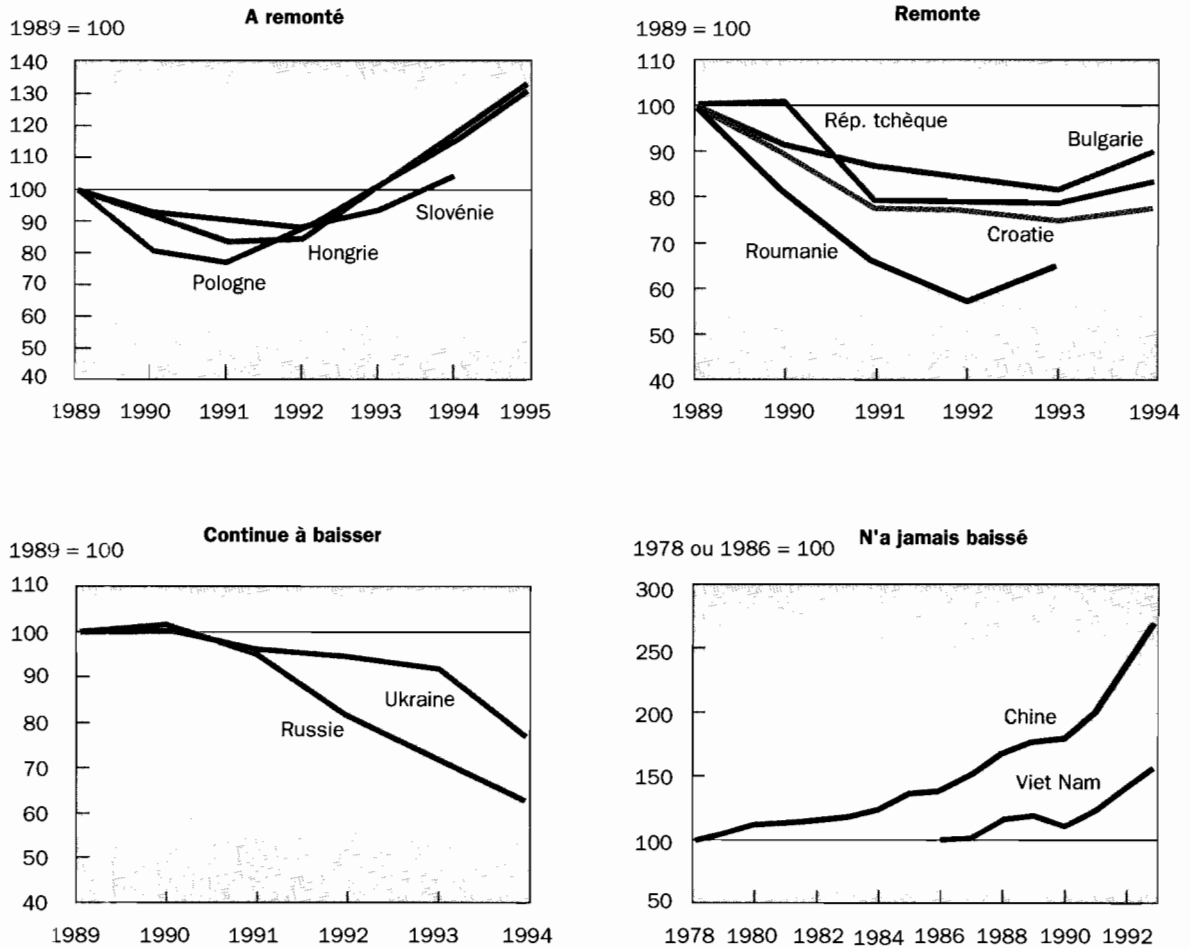 A remonté
1989 = 100
140
130
120
110
100
90
80
70
60
50
40
Slovénie
Hongrie
Pologne
1989 1990 1991 1992 1993 1994 1995
Remonte
1989 = 100
110
100
90
80
70
60
50
40
Rép. tchèque
Bulgarie
Croatie
Roumanie
1989 1990 1991 1992 1993 1994
Continue à baisser
1989 = 100
110
100
90
80
70
60
50
40
Ukraine
Russie
1989 1990 1991 1992 1993 1994
N'a jamais baissé
1978 ou 1986 = 100
300
250
200
150
100
50
Chine
Viet Nam
1978 1980 1982 1984 1986 1988 1990 1992